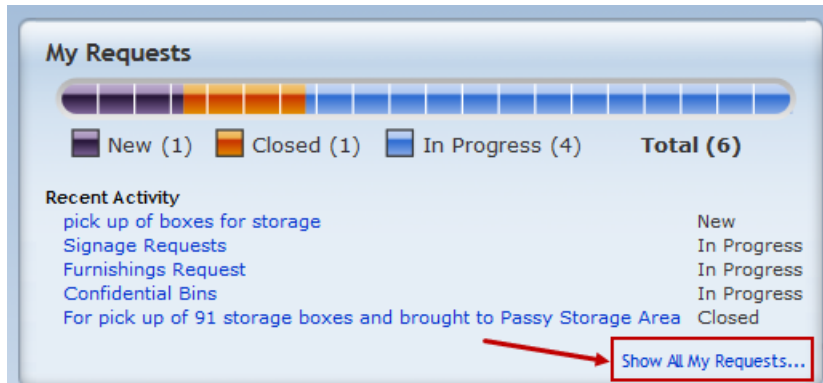 My Requests
New (1) Closed (1) In Progress (4) Total (6)
Recent Activity
pick up of boxes for storage New
Signage Requests In Progress
Furnishings Request In Progress
Confidential Bins In Progress
For pick up of 91 storage boxes and brought to Passy Storage Area Closed
Show All My Requests...